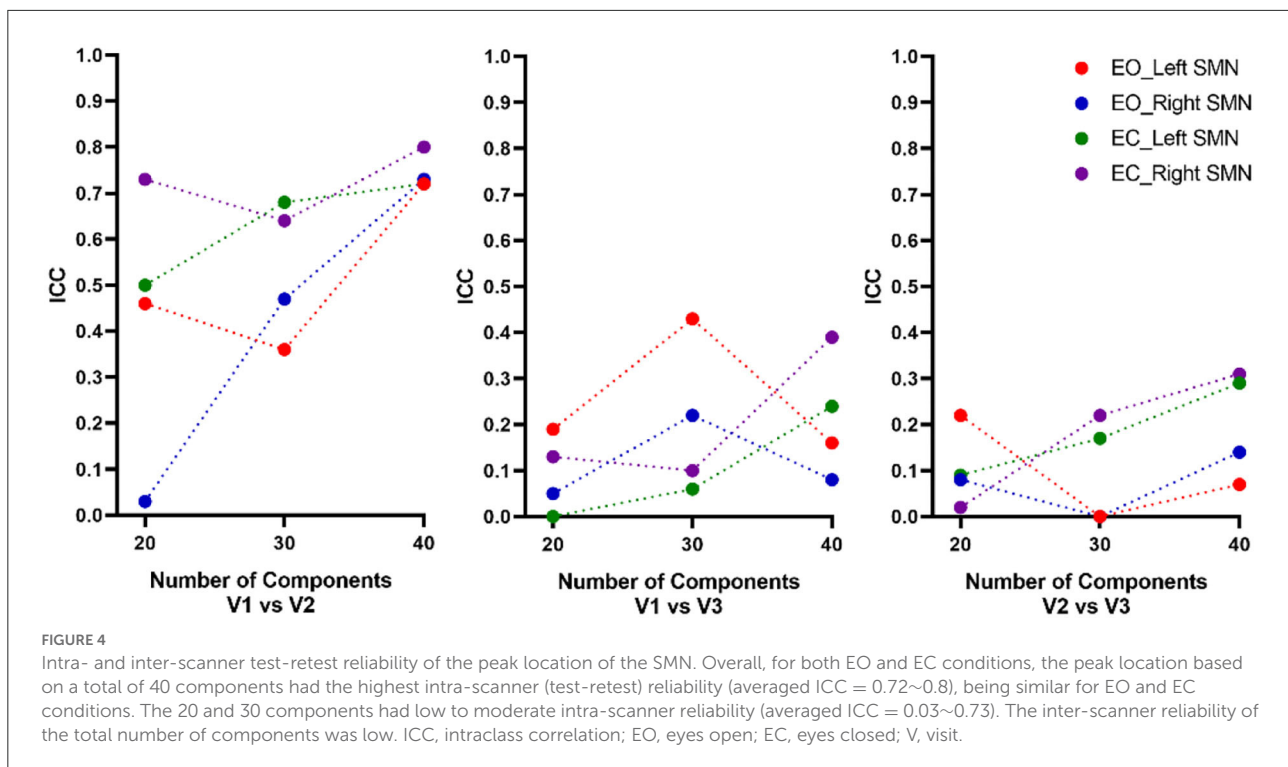 1.0
0.9
0.8
0.7
0.6
0.5
0.4
0.3
0.2
0.1
0.0
ICC
20
30
40
Number of Components
V1 vs V2
1.0
0.9
0.8
0.7
0.6
0.5
0.4
0.3
0.2
0.1
0.0
ICC
20
30
40
Number of Components
V1 vs V3
1.0
0.9
0.8
0.7
0.6
0.5
0.4
0.3
0.2
0.1
0.0
ICC
20
30
40
Number of Components
V2 vs V3
EO_Left SMN
EO_Right SMN
EC_Left SMN
EC_Right SMN
FIGURE 4
Intra- and inter-scanner test-retest reliability of the peak location of the SMN. Overall, for both EO and EC conditions, the peak location based
on a total of 40 components had the highest intra-scanner (test-retest) reliability (averaged ICC = 0.72~0.8), being similar for EO and EC
conditions. The 20 and 30 components had low to moderate intra-scanner reliability (averaged ICC = 0.03~0.73). The inter-scanner reliability of
the total number of components was low. ICC, intraclass correlation; EO, eyes open; EC, eyes closed; V, visit.